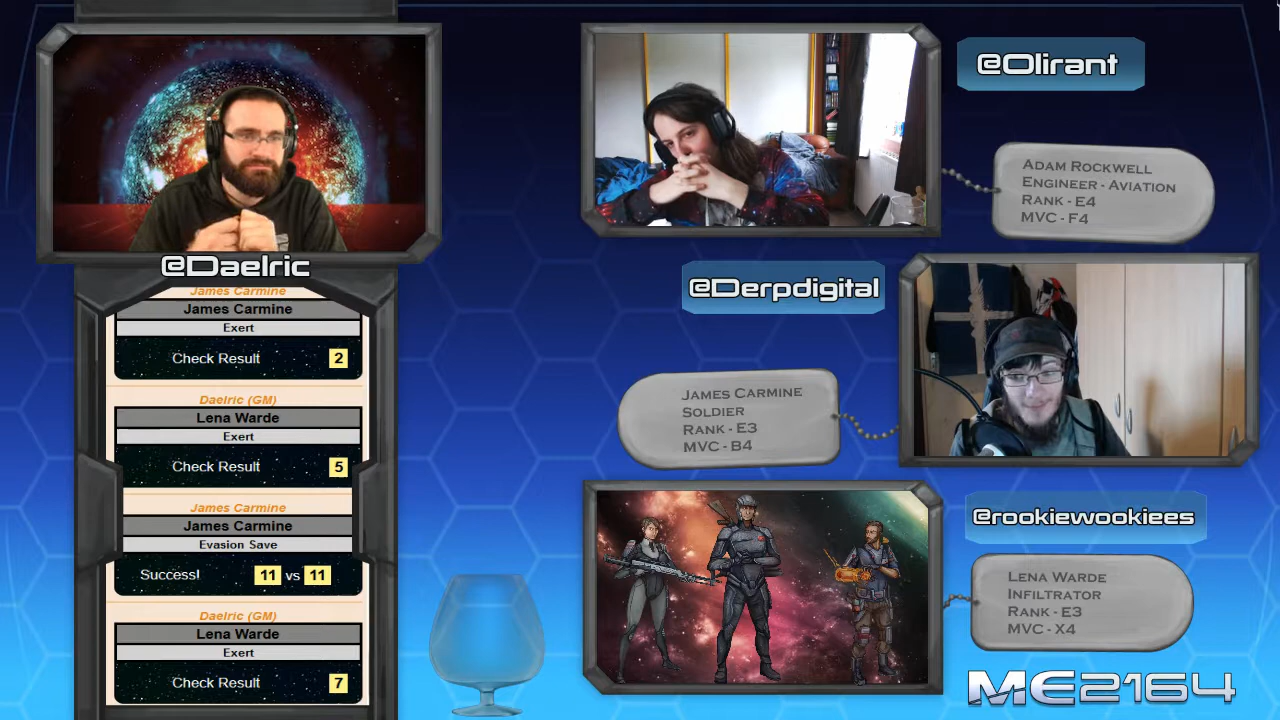 @Daelric
James Carmine
James Carmine
Exert
Check Result 2
Daelric (GM)
Lena Warde
Exert
Check Result 5
James Carmine
James Carmine
Evasion Save
Success! 11 vs 11
Daelric (GM)
Lena Warde
Exert
Check Result 7
@Olirant
ADAM ROCKWELL
ENGINEER - AVIATION
RANK - E4
MVC - F4
@Derpdigital
JAMES CARMINE
SOLDIER
RANK - E3
MVC - B4
@rookiewookiees
LENA WARDE
INFILTRATOR
RANK - E3
MVC - X4
ME2164